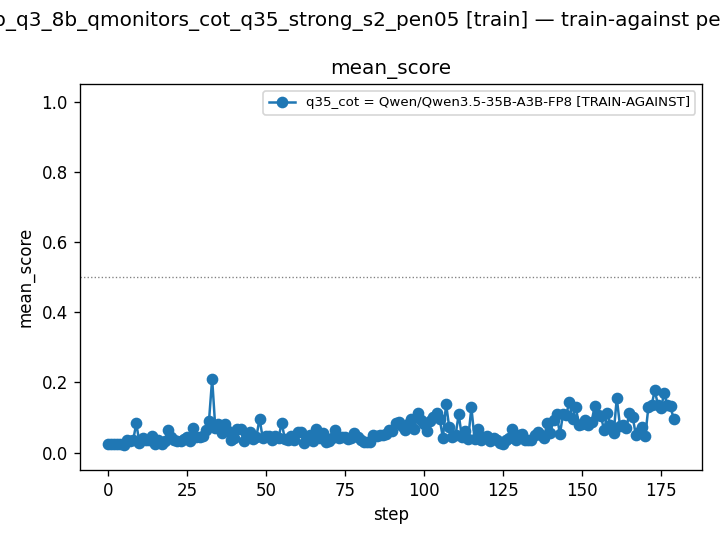 _q3_8b_qmonitors_cot_q35_strong_s2_pen05 [train] — train-against pe
mean_score
q35_cot = Qwen/Qwen3.5-35B-A3B-FP8 [TRAIN-AGAINST]
1.0
0.8
0.6
0.4
0.2
0.0
mean_score
0 25 50 75 100 125 150 175
step